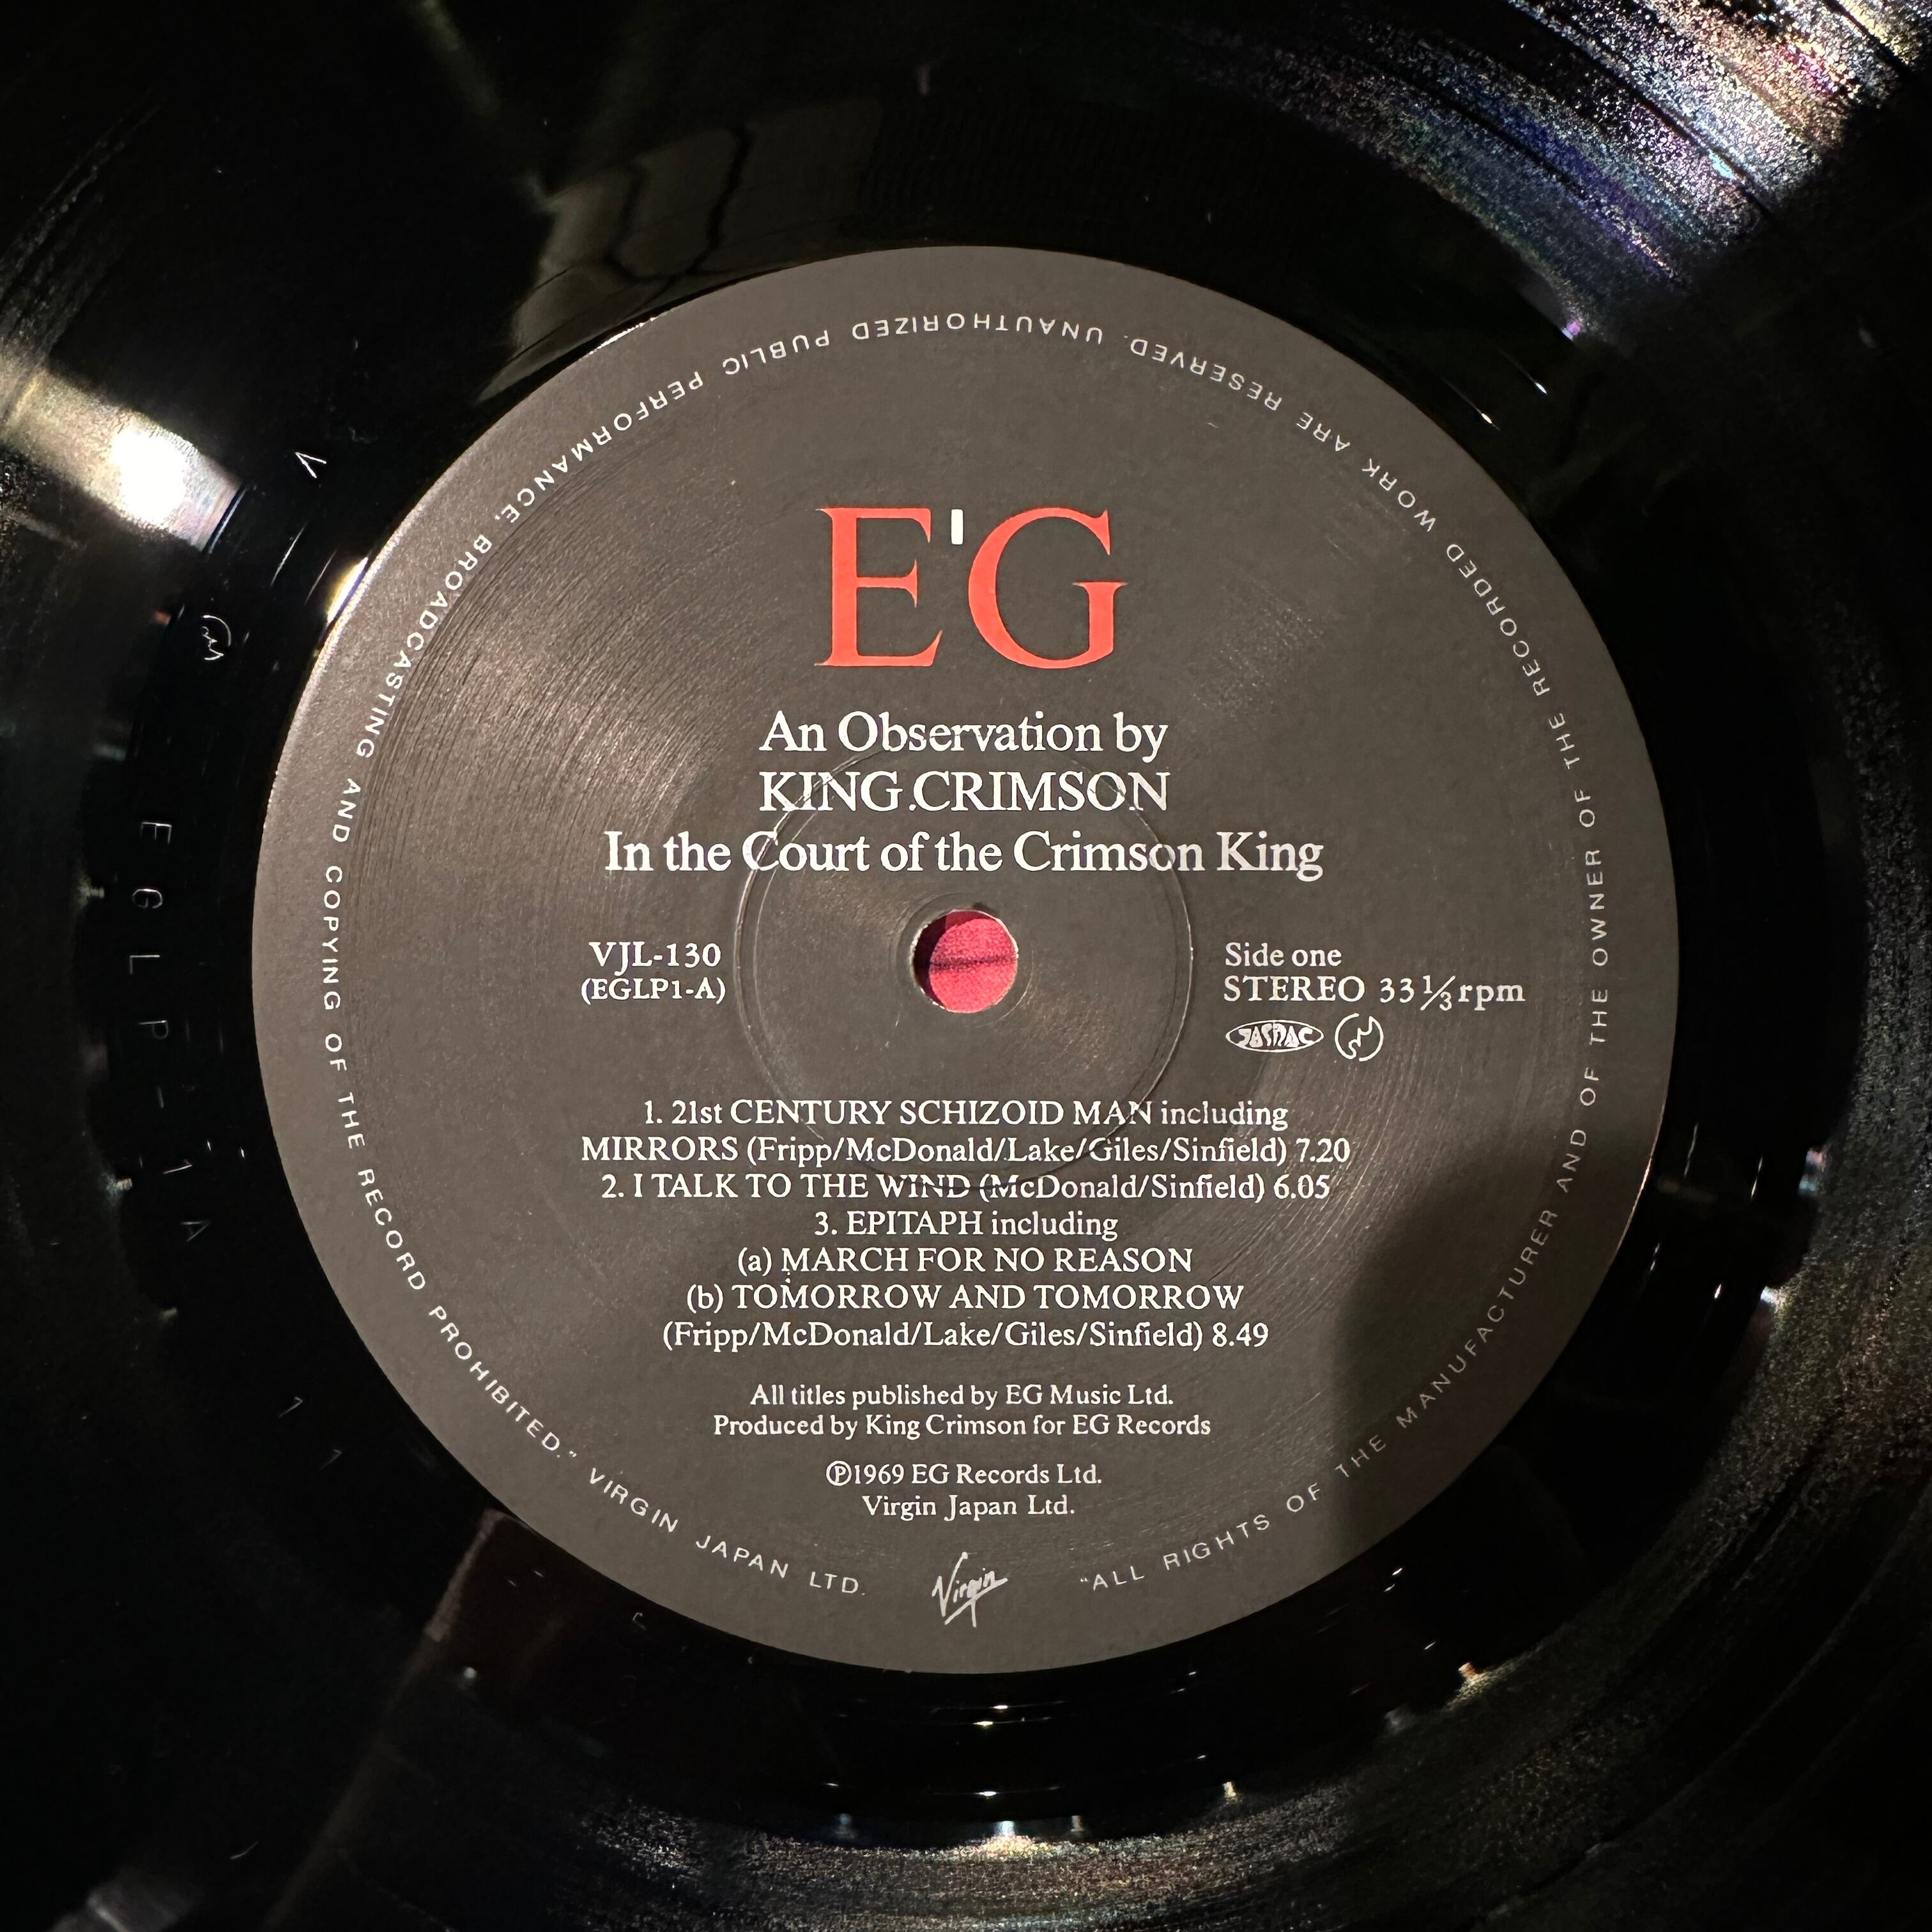 E'G
An Observation by
KING.CRIMSON
In the Court of the Crimson King
VJL-130
(EGLP1-A)
Side one
STEREO 33⅓rpm
JASRAC
1. 21st CENTURY SCHIZOID MAN including
MIRRORS (Fripp/McDonald/Lake/Giles/Sinfield) 7.20
2. I TALK TO THE WIND (McDonald/Sinfield) 6.05
3. EPITAPH including
(a) MARCH FOR NO REASON
(b) TOMORROW AND TOMORROW
(Fripp/McDonald/Lake/Giles/Sinfield) 8.49
All titles published by EG Music Ltd.
Produced by King Crimson for EG Records
℗1969 EG Records Ltd.
Virgin Japan Ltd.
Virgin
"ALL RIGHTS OF THE MANUFACTURER AND OF THE OWNER OF THE RECORDED WORK ARE RESERVED. UNAUTHORIZED PUBLIC PERFORMANCE, BROADCASTING AND COPYING OF THE RECORD PROHIBITED." VIRGIN JAPAN LTD.
EGLP-1A